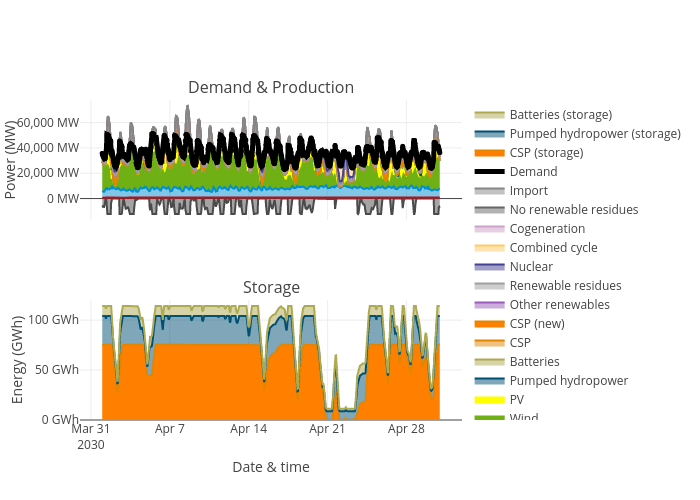 Demand & Production
Power (MW)
60,000 MW
40,000 MW
20,000 MW
0 MW
Storage
Energy (GWh)
100 GWh
50 GWh
0 GWh
Mar 31
2030
Apr 7
Apr 14
Apr 21
Apr 28
Date & time
Batteries (storage)
Pumped hydropower (storage)
CSP (storage)
Demand
Import
No renewable residues
Cogeneration
Combined cycle
Nuclear
Renewable residues
Other renewables
CSP (new)
CSP
Batteries
Pumped hydropower
PV
Wind